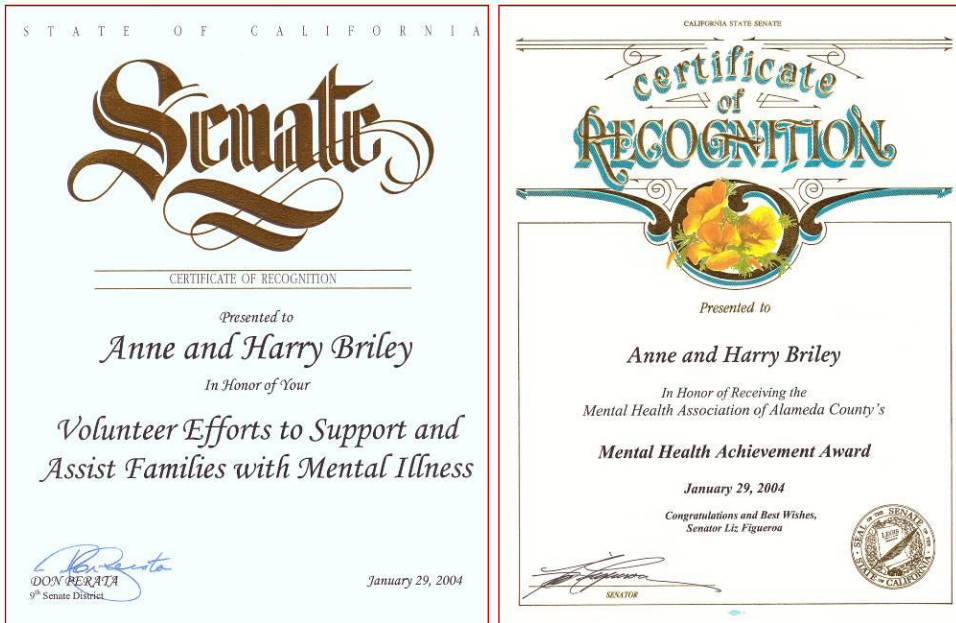 STATE OF CALIFORNIA
Senate
CERTIFICATE OF RECOGNITION
Presented to
Anne and Harry Briley
In Honor of Your
Volunteer Efforts to Support and
Assist Families with Mental Illness
DON PERATA
9th Senate District
January 29, 2004
CALIFORNIA STATE SENATE
certificate
of
RECOGNITION
Presented to
Anne and Harry Briley
In Honor of Receiving the
Mental Health Association of Alameda County's
Mental Health Achievement Award
January 29, 2004
Congratulations and Best Wishes,
Senator Liz Figueroa
SENATOR
SEAL OF THE SENATE OF THE STATE OF CALIFORNIA
LEGIS